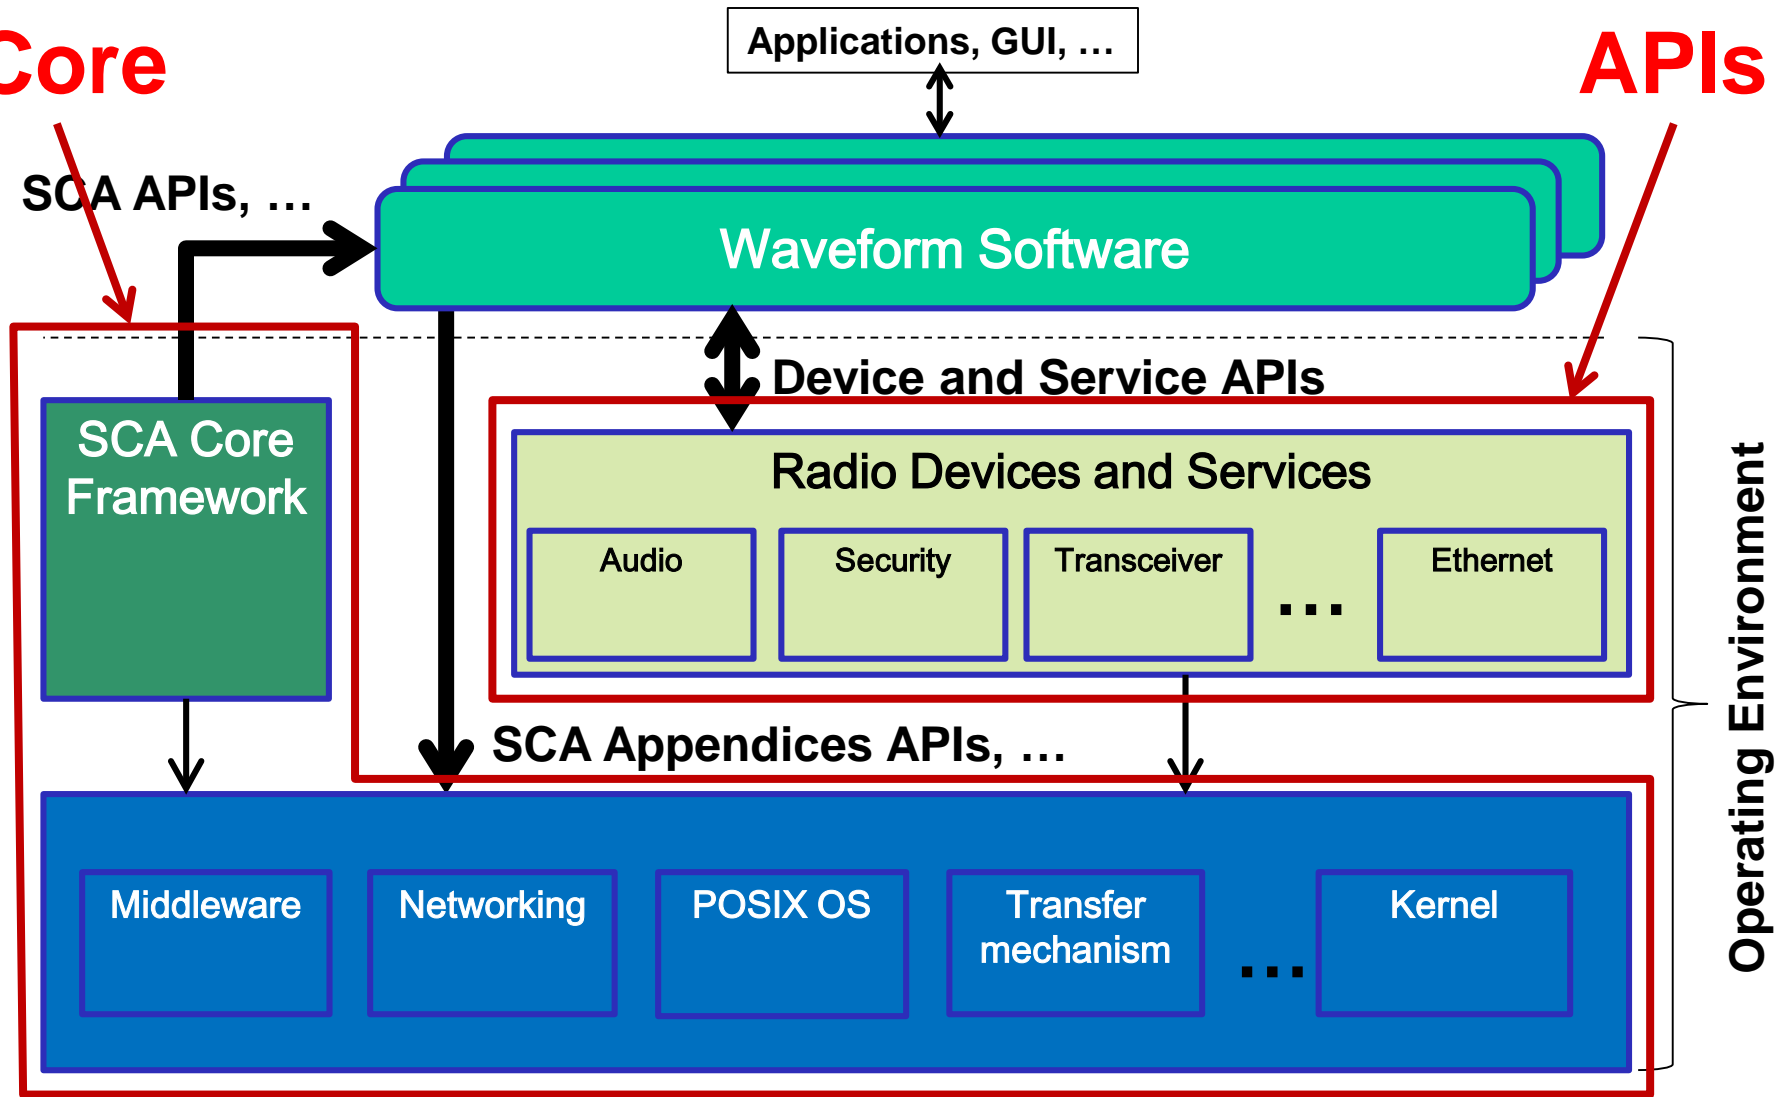 Applications, GUI, …
Core
APIs
SCA APIs, …
Waveform Software
Device and Service APIs
SCA Core
Framework
Radio Devices and Services
Audio
Security
Transceiver
…
Ethernet
Operating Environment
SCA Appendices APIs, …
Middleware
Networking
POSIX OS
Transfer
mechanism
…
Kernel